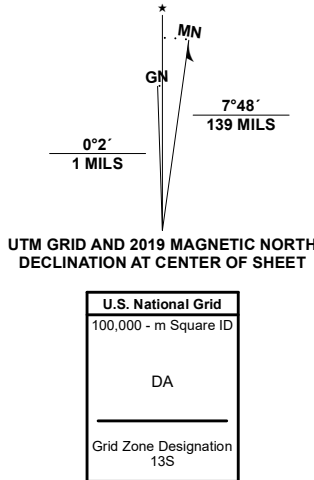 ★
MN
GN
7°48´
139 MILS
0°2´
1 MILS
UTM GRID AND 2019 MAGNETIC NORTH
DECLINATION AT CENTER OF SHEET
U.S. National Grid
100,000 - m Square ID
DA
Grid Zone Designation
13S